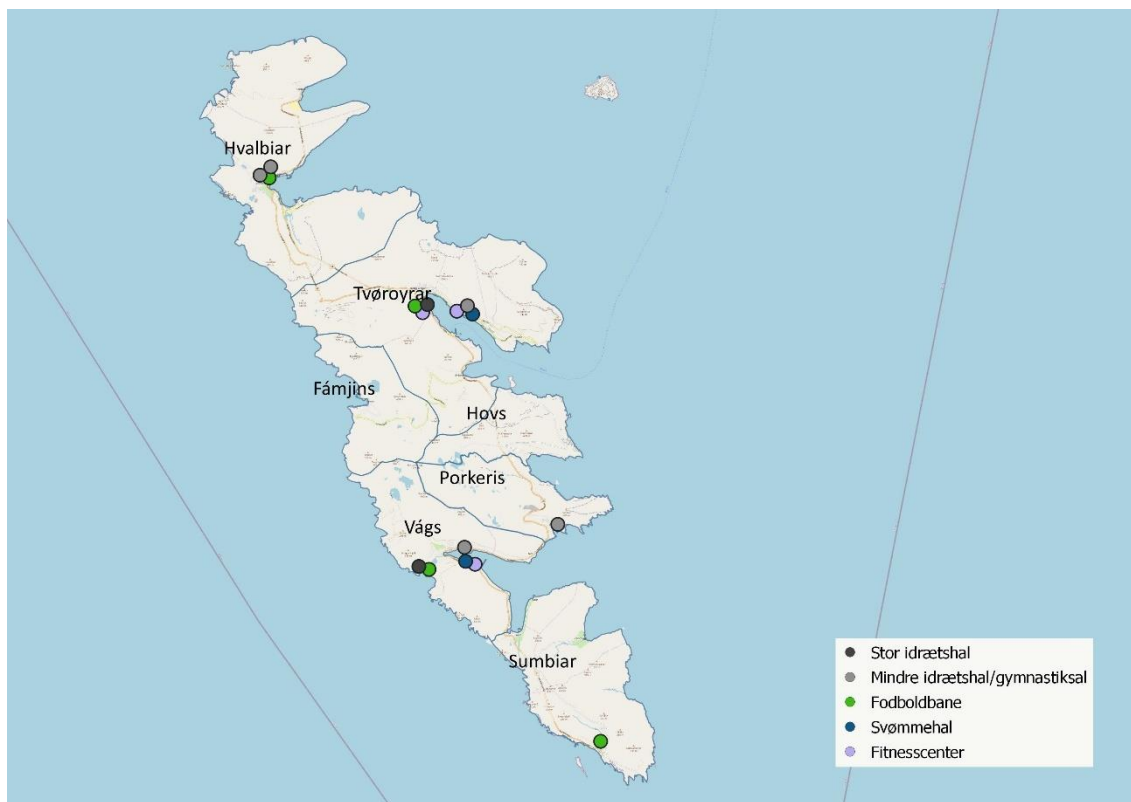 Hvalbiar
Tvøroyrar
Fámjins
Hovs
Porkeris
Vágs
Sumbiar
Stor idrætshal
Mindre idrætshal/gymnastiksal
Fodboldbane
Svømmehal
Fitnesscenter